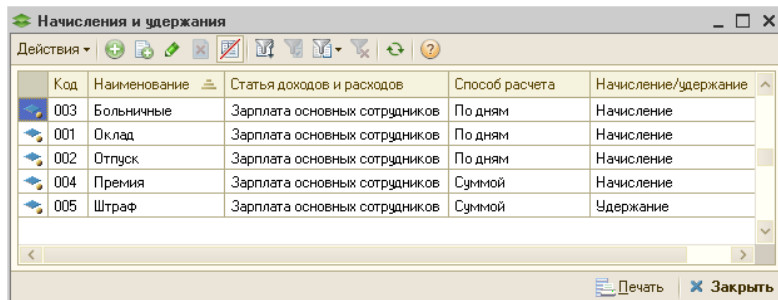 Начисления и удержания
Действия
Код Наименование Статья доходов и расходов Способ расчета Начисление/удержание
003 Больничные Зарплата основных сотрудников По дням Начисление
001 Оклад Зарплата основных сотрудников По дням Начисление
002 Отпуск Зарплата основных сотрудников По дням Начисление
004 Премия Зарплата основных сотрудников Суммой Начисление
005 Штраф Зарплата основных сотрудников Суммой Удержание
Печать Закрыть